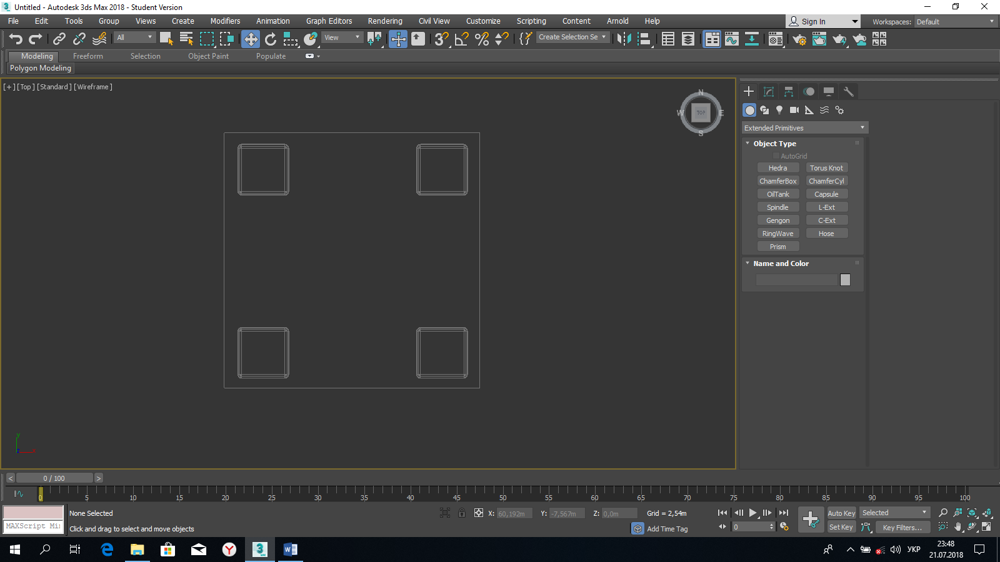 Untitled - Autodesk 3ds Max 2018 - Student Version
File Edit Tools Group Views Create Modifiers Animation Graph Editors Rendering Civil View Customize Scripting Content Arnold Help
Sign In
Workspaces: Default
All
View
Create Selection Se
Modeling Freeform Selection Object Paint Populate
Polygon Modeling
[+] [Top] [Standard] [Wireframe]
N
W TOP E
S
Extended Primitives
Object Type
AutoGrid
Hedra Torus Knot
ChamferBox ChamferCyl
OilTank Capsule
Spindle L-Ext
Gengon C-Ext
RingWave Hose
Prism
Name and Color
y
z
< 0 / 100 >
0 5 10 15 20 25 30 35 40 45 50 55 60 65 70 75 80 85 90 95 100
None Selected
X: 60,192m Y: -7,567m Z: 0,0m Grid = 2,54m
Auto Key Selected
MAXScript Mi
Click and drag to select and move objects
Add Time Tag
0
Set Key Key Filters...
УКР
23:48
21.07.2018